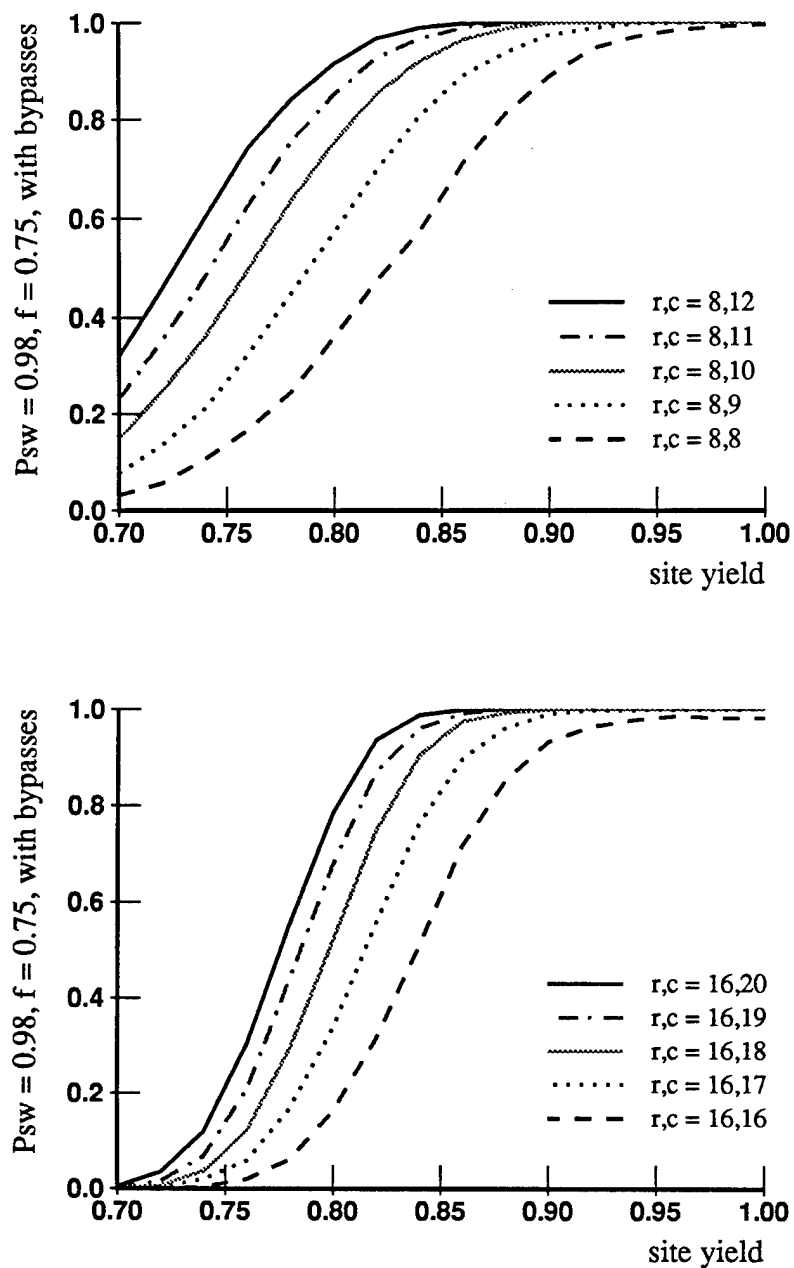 Psw = 0.98, f = 0.75, with bypasses
1.0
0.8
0.6
0.4
0.2
0.0
r,c = 8,12
r,c = 8,11
r,c = 8,10
r,c = 8,9
r,c = 8,8
0.70 0.75 0.80 0.85 0.90 0.95 1.00
site yield
Psw = 0.98, f = 0.75, with bypasses
1.0
0.8
0.6
0.4
0.2
0.0
r,c = 16,20
r,c = 16,19
r,c = 16,18
r,c = 16,17
r,c = 16,16
0.70 0.75 0.80 0.85 0.90 0.95 1.00
site yield